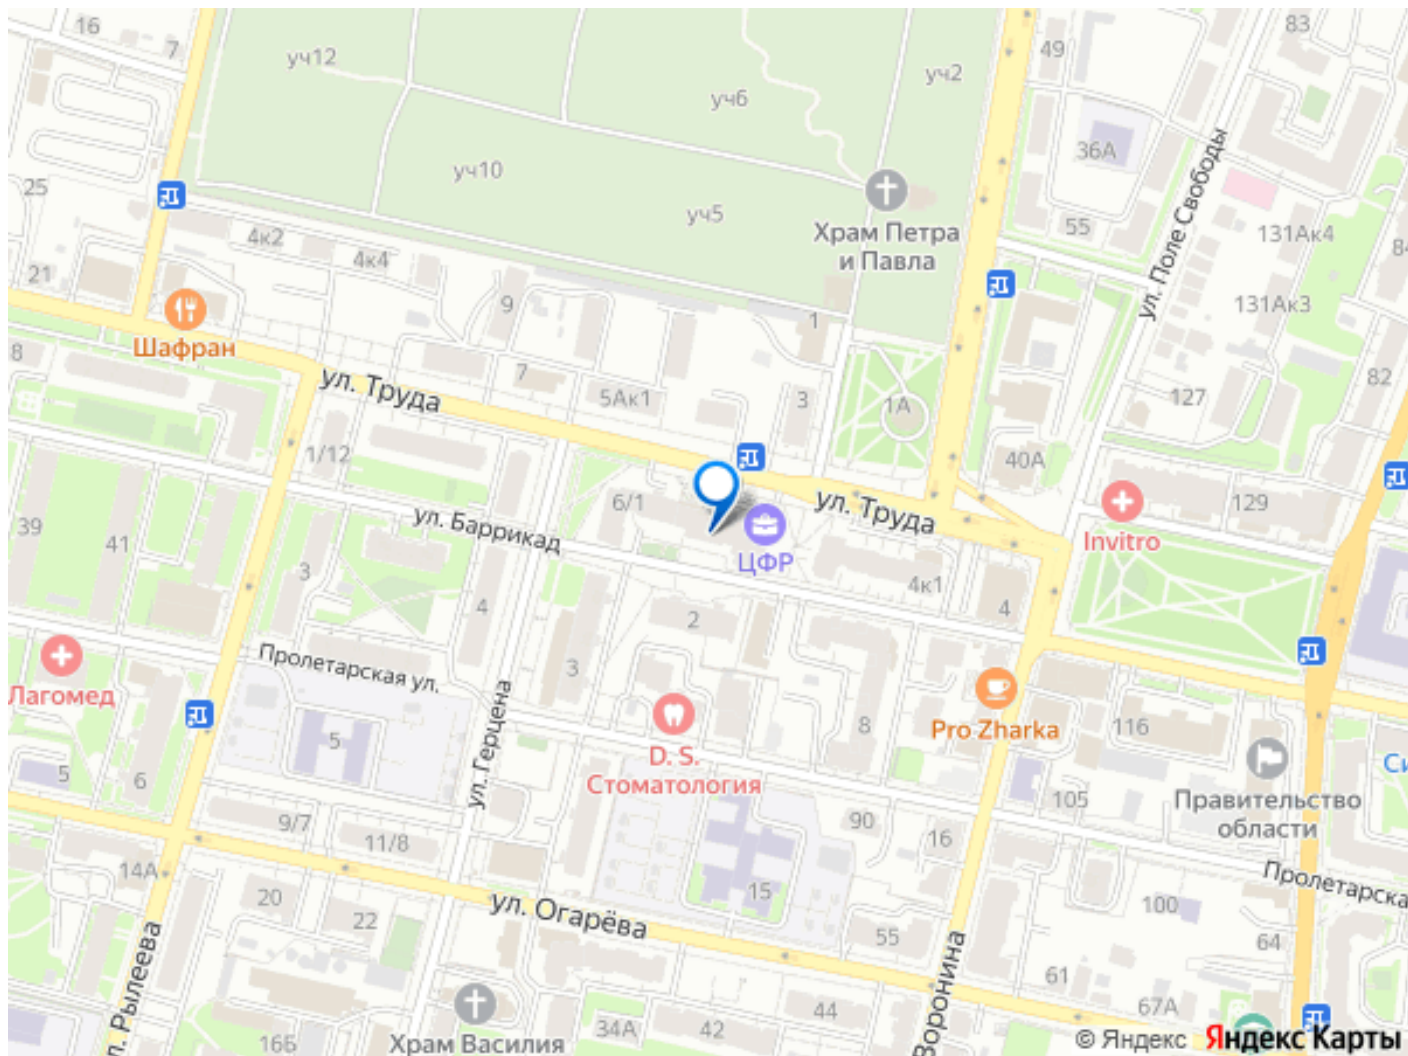 16
7
уч12
уч6
уч2
49
83
36А
уч10
уч5
25
Храм Петра
и Павла
55
ул. Поле Свободы
131Ак4
84
4к2
4к4
21
9
1
131Ак3
Шафран
8
7
5Ак1
3
1А
127
82
ул. Труда
1/12
40А
6/1
ул. Труда
129
39
41
ул. Баррикад
ЦФР
Invitro
3
4
4к1
4
2
Пролетарская ул.
3
Лагомед
8
Pro Zharka
116
5
ул. Герцена
D. S.
Стоматология
5
6
105
Си
Правительство
области
9/7
11/8
90
16
14А
15
Пролетарска
20
22
ул. Огарёва
100
55
64
л. Рылеева
Воронина
61
67А
16Б
34А
42
44
Храм Василия
© Яндекс Яндекс Карты